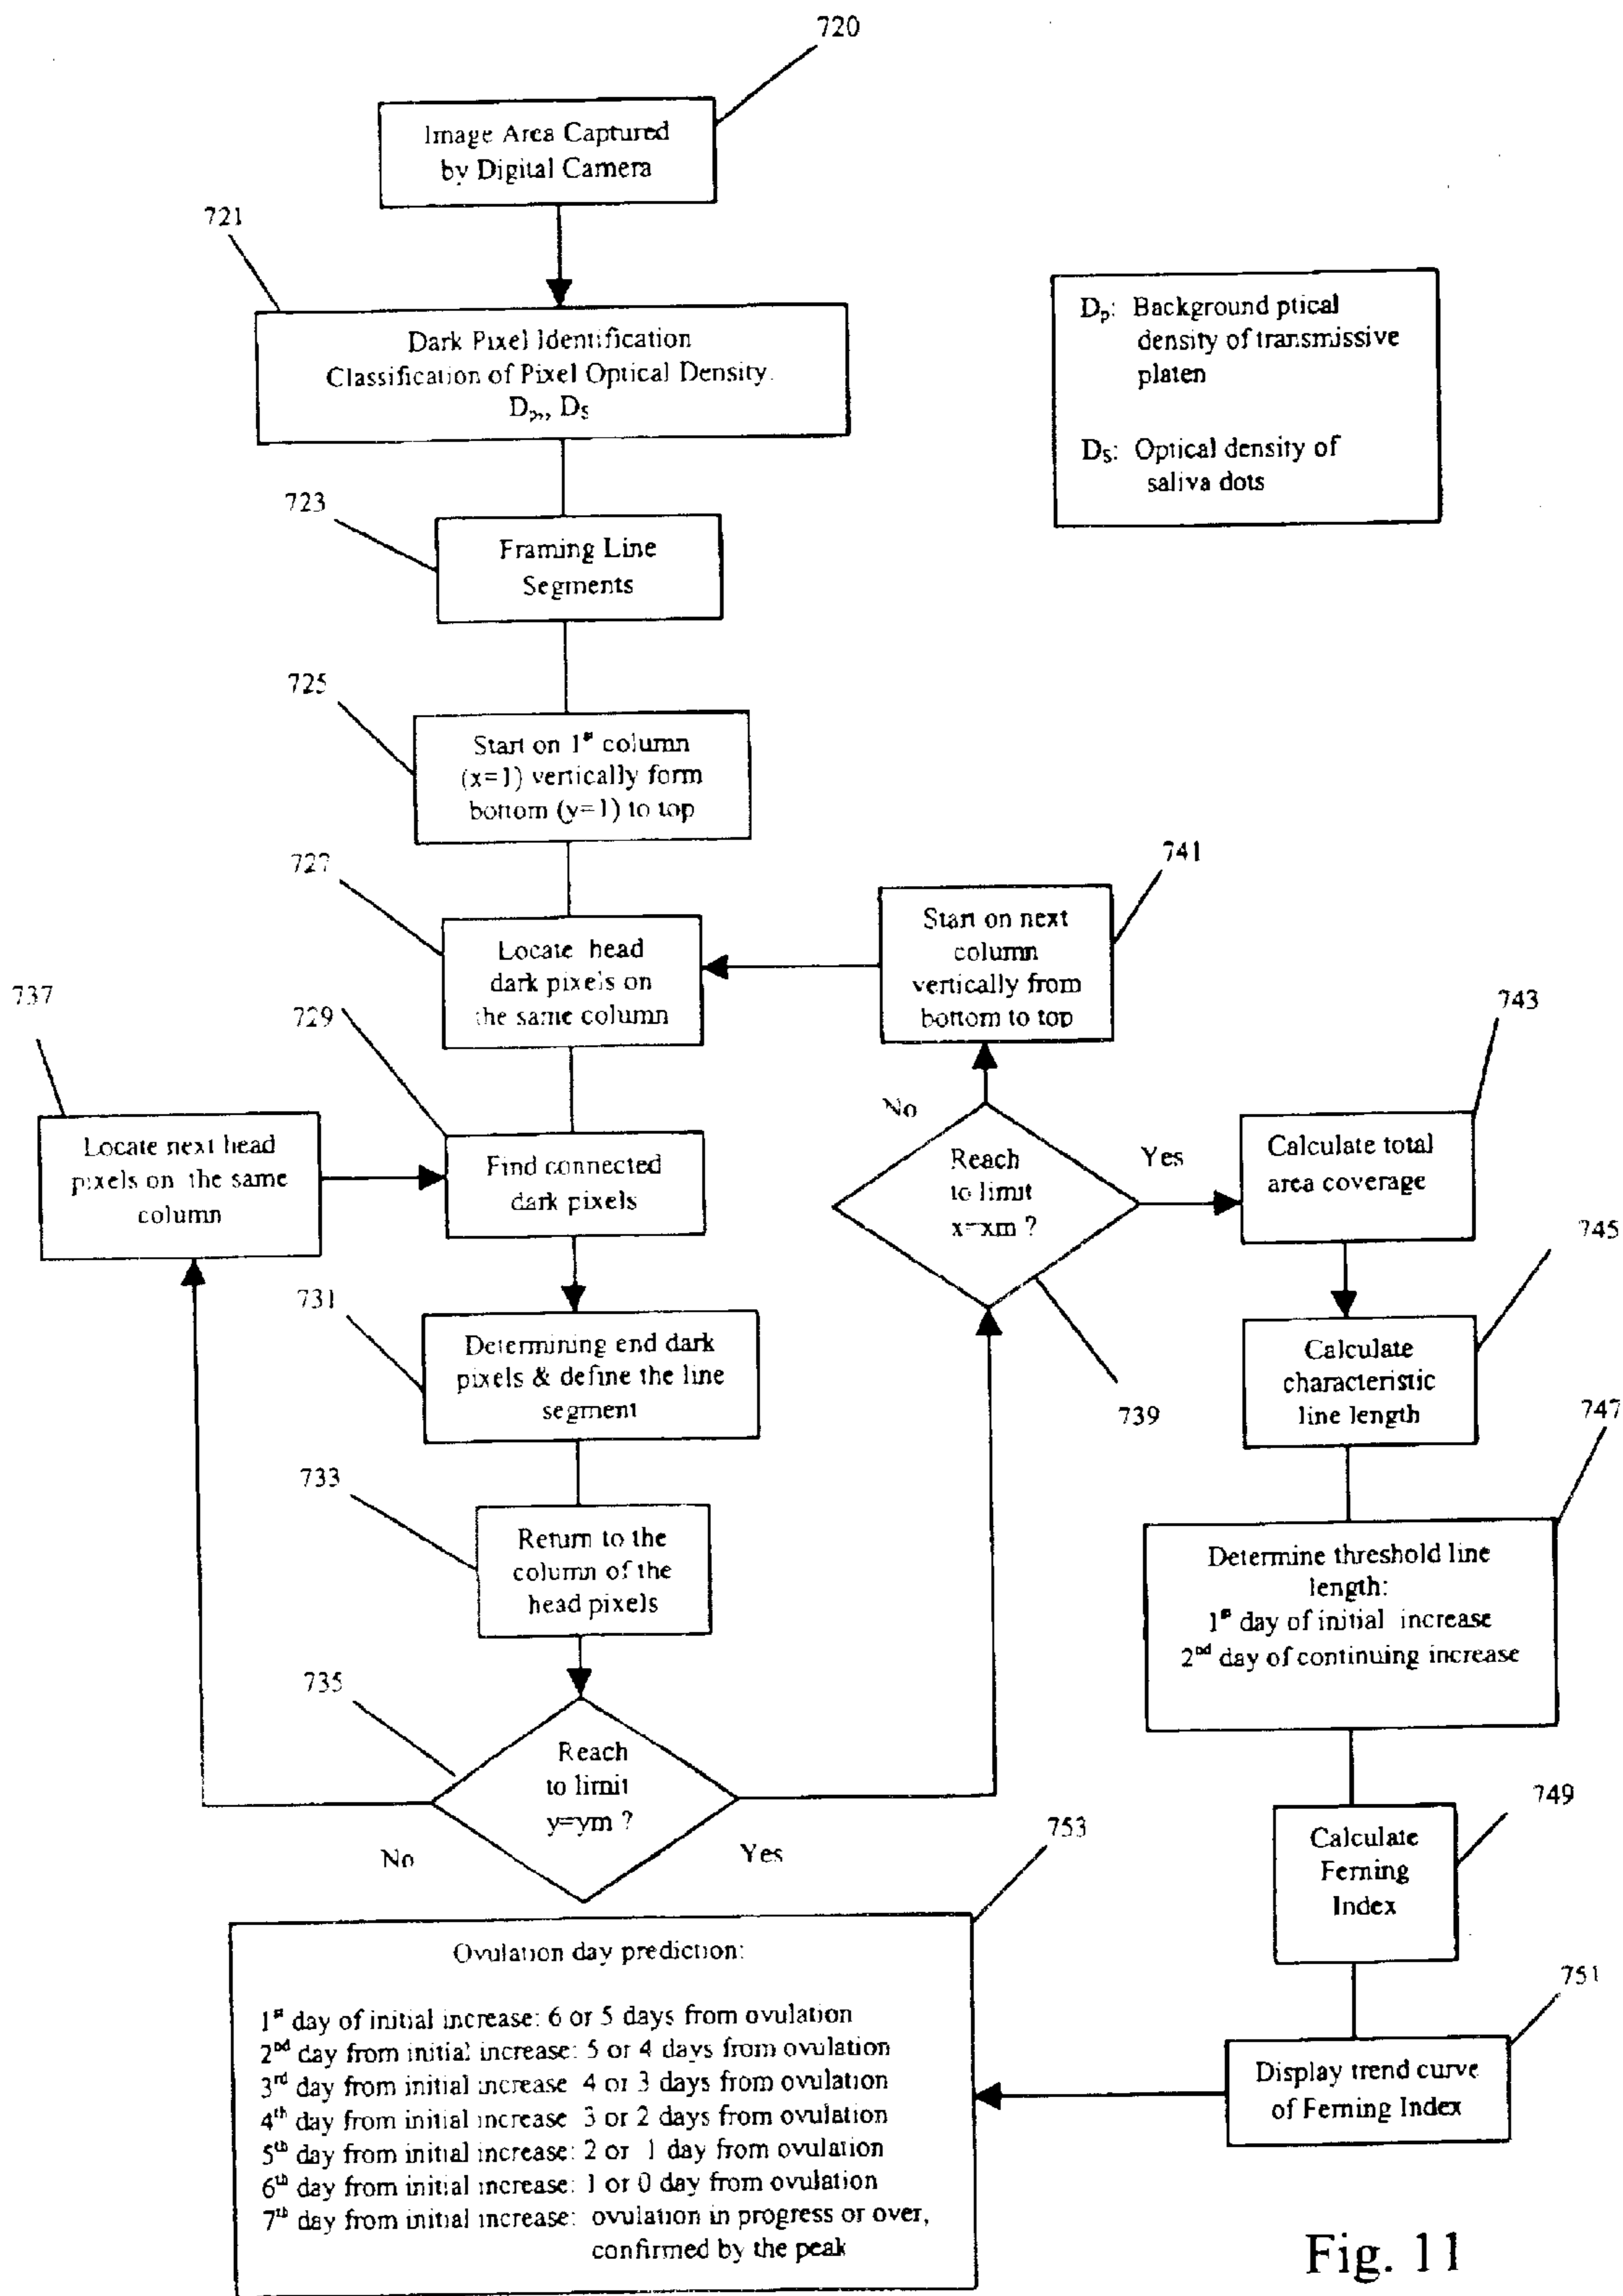 720
Image Area Captured
by Digital Camera
721
Dark Pixel Identification
Classification of Pixel Optical Density.
Dp,, DS
Dp: Background ptical
density of transmissive
platen
DS: Optical density of
saliva dots
723
Framing Line
Segments
725
Start on 1st column
(x=1) vertically form
bottom (y=1) to top
727
Locate head
dark pixels on
the same column
741
Start on next
column
vertically from
bottom to top
737
Locate next head
pixels on the same
column
729
Find connected
dark pixels
No
Reach
to limit
x=xm ?
Yes
739
743
Calculate total
area coverage
731
Determining end dark
pixels & define the line
segment
745
Calculate
characteristic
line length
733
Return to the
column of the
head pixels
747
Determine threshold line
length:
1st day of initial increase
2nd day of continuing increase
735
Reach
to limit
y=ym ?
No
Yes
749
Calculate
Ferning
Index
751
Display trend curve
of Ferning Index
753
Ovulation day prediction:
1st day of initial increase: 6 or 5 days from ovulation
2nd day from initial increase: 5 or 4 days from ovulation
3rd day from initial increase 4 or 3 days from ovulation
4th day from initial increase 3 or 2 days from ovulation
5th day from initial increase: 2 or 1 day from ovulation
6th day from initial increase: 1 or 0 day from ovulation
7th day from initial increase: ovulation in progress or over,
confirmed by the peak
Fig. 11